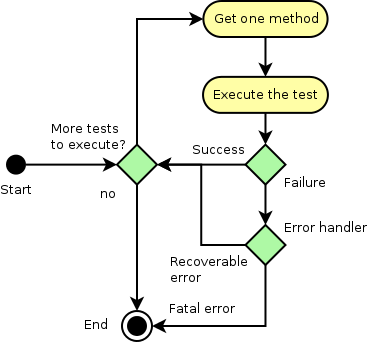 Get one method
Execute the test
More tests
to execute?
Success
Start
no
Failure
Error handler
Recoverable
error
Fatal error
End